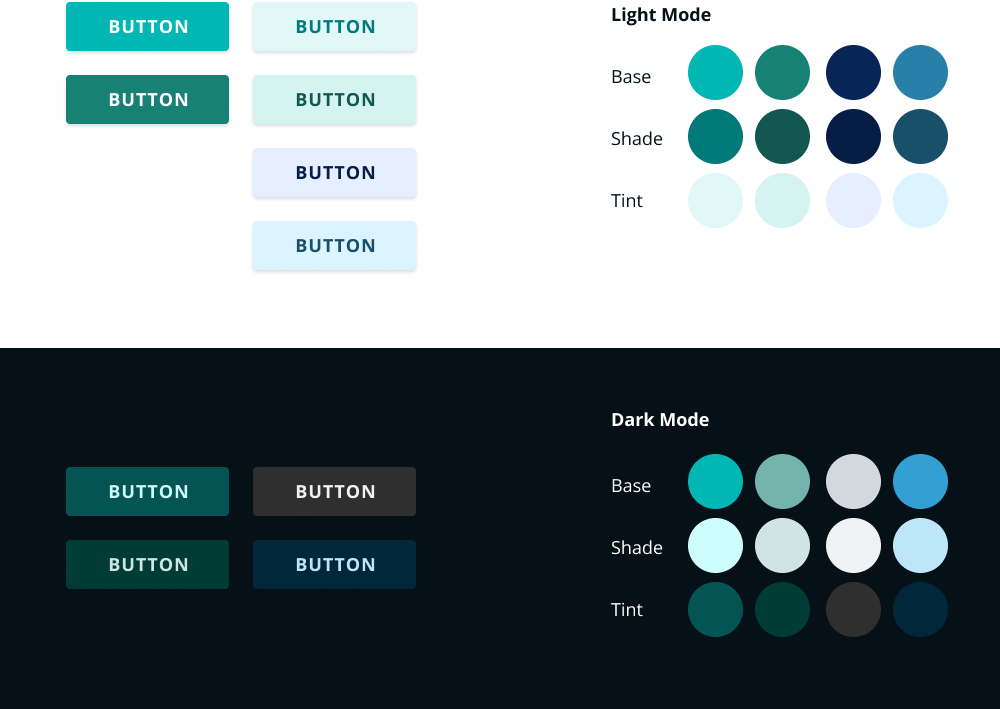 BUTTON BUTTON
BUTTON BUTTON
BUTTON
BUTTON
Light Mode
Base
Shade
Tint
BUTTON BUTTON
BUTTON BUTTON
Dark Mode
Base
Shade
Tint